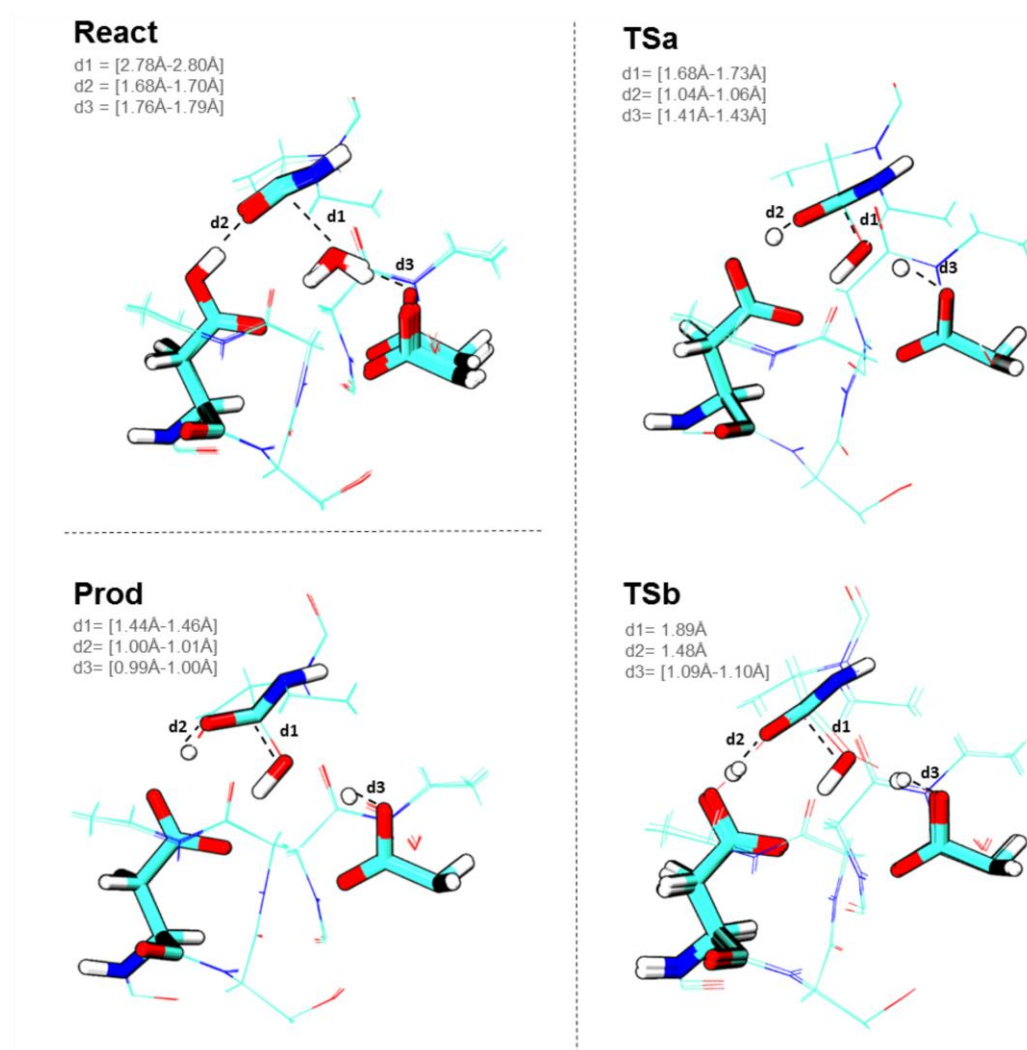 React
d1 = [2.78Å-2.80Å]
d2 = [1.68Å-1.70Å]
d3 = [1.76Å-1.79Å]
d2
d1
d3
TSa
d1= [1.68Å-1.73Å]
d2= [1.04Å-1.06Å]
d3= [1.41Å-1.43Å]
d2
d1
d3
Prod
d1= [1.44Å-1.46Å]
d2= [1.00Å-1.01Å]
d3= [0.99Å-1.00Å]
d2
d1
d3
TSb
d1= 1.89Å
d2= 1.48Å
d3= [1.09Å-1.10Å]
d2
d1
d3